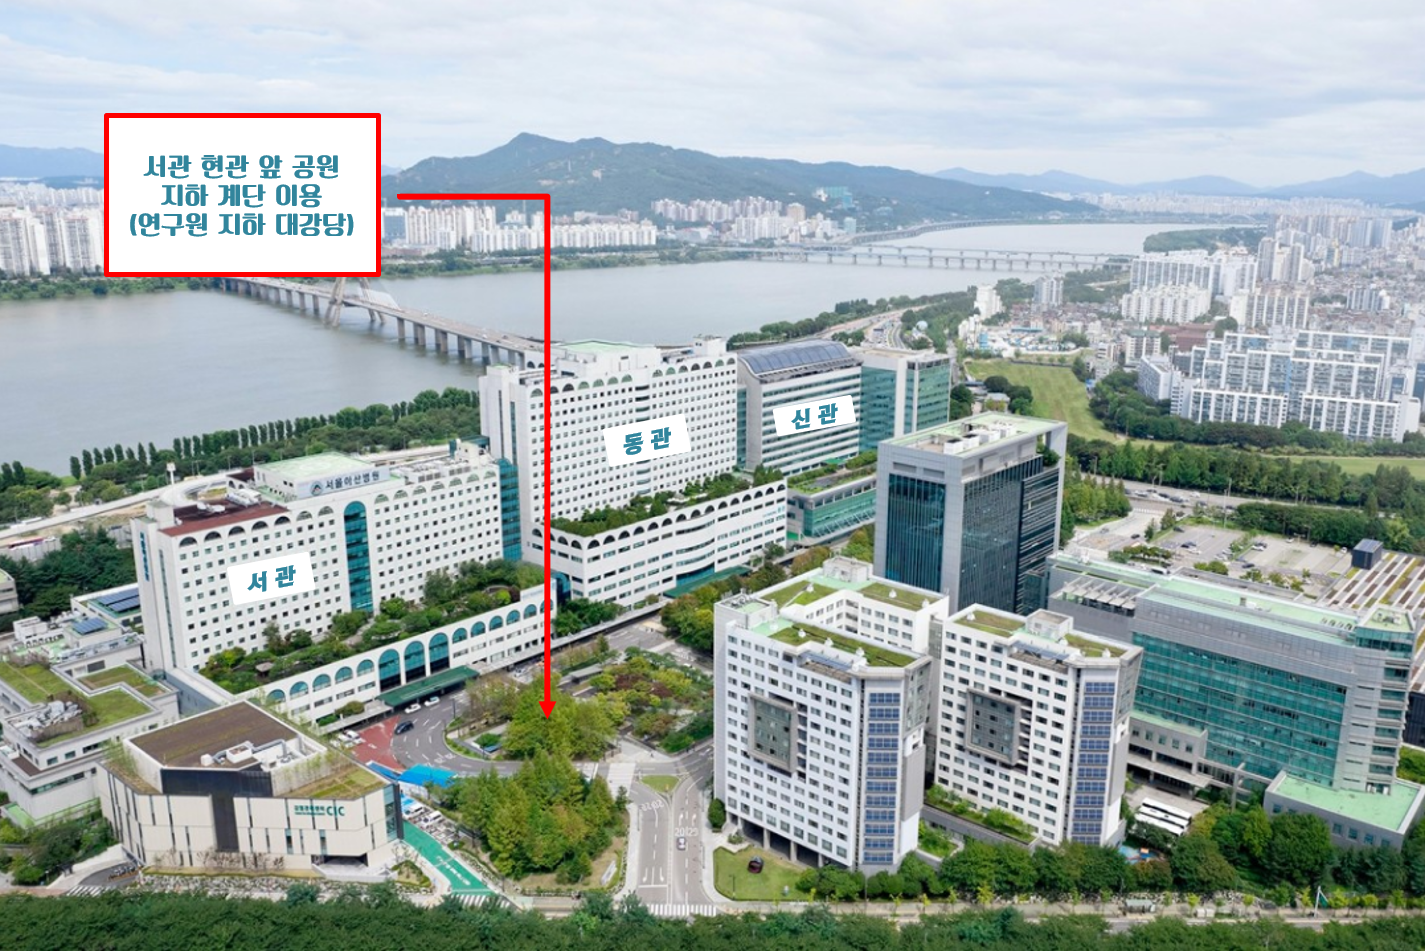 서관 현관 앞 공원
지하 계단 이용
(연구원 지하 대강당)
신관
동관
서울아산병원
서관
CIC